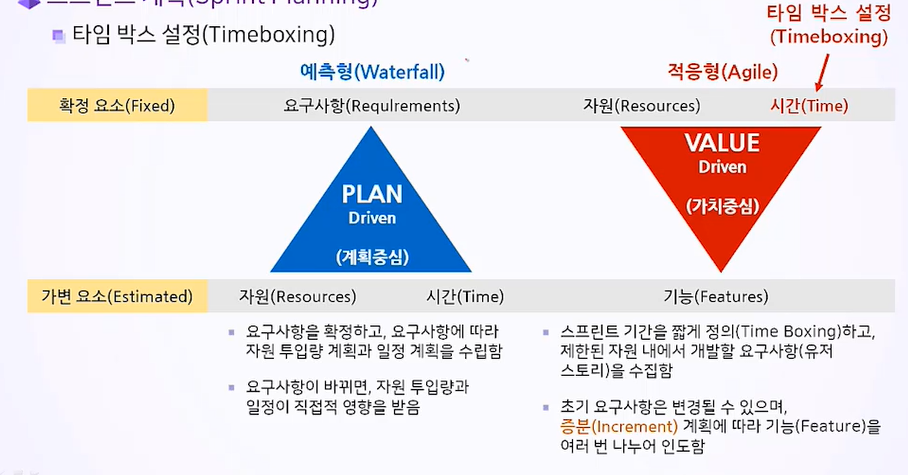 스프린트 계획(Sprint Planning)
타임 박스 설정(Timeboxing)
타임 박스 설정
(Timeboxing)
예측형(Waterfall)
적응형(Agile)
확정 요소(Fixed)
요구사항(Requlrements)
자원(Resources)
시간(Time)
PLAN
Driven
(계획중심)
VALUE
Driven
(가치중심)
가변 요소(Estimated)
자원(Resources)
시간(Time)
기능(Features)
요구사항을 확정하고, 요구사항에 따라
자원 투입량 계획과 일정 계획을 수립함
요구사항이 바뀌면, 자원 투입량과
일정이 직접적 영향을 받음
스프린트 기간을 짧게 정의(Time Boxing)하고,
제한된 자원 내에서 개발할 요구사항(유저
스토리)을 수집함
초기 요구사항은 변경될 수 있으며,
증분(Increment) 계획에 따라 기능(Feature)을
여러 번 나누어 인도함